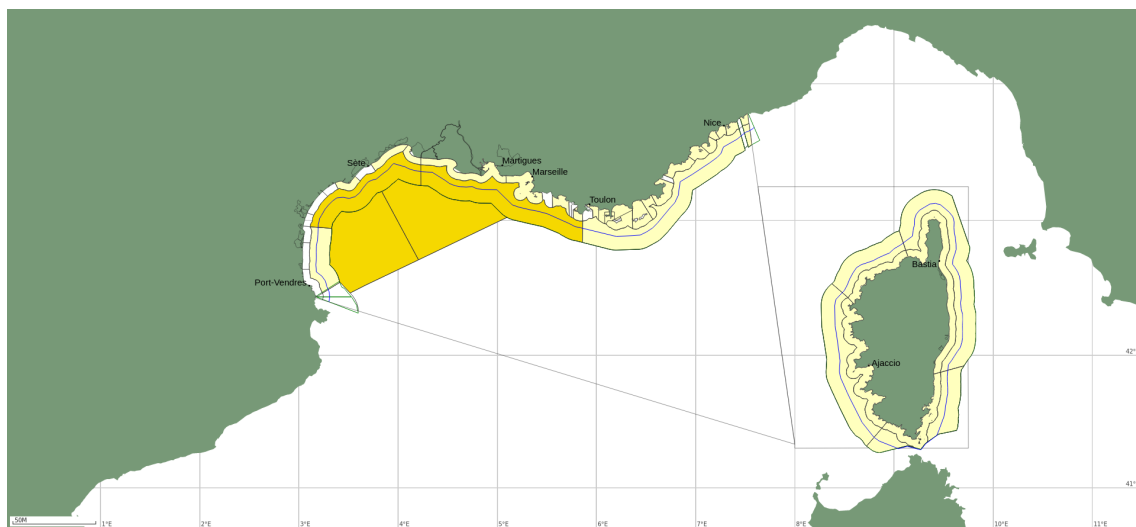 Nice
Sète
Martigues
Marseille
Toulon
Port-Vendres
Bastia
Ajaccio
42°
41°
50M
1°E
2°E
3°E
4°E
5°E
6°E
7°E
8°E
10°E
11°E